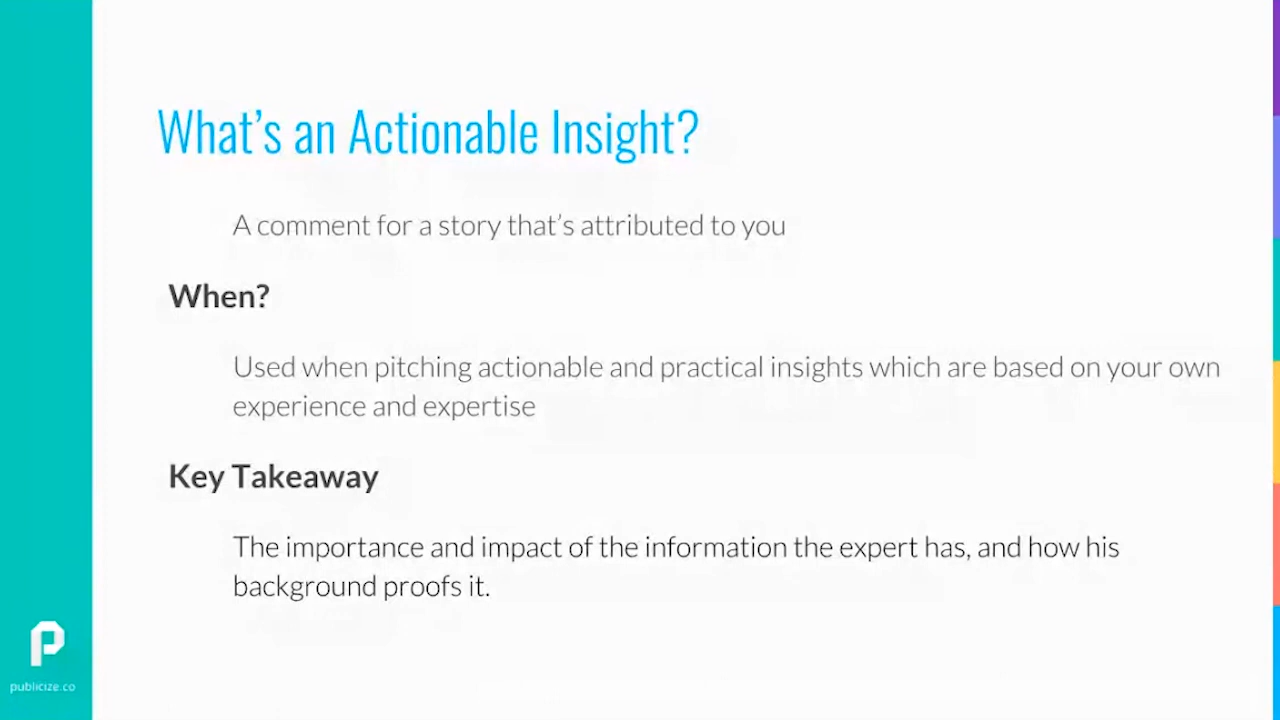 What's an Actionable Insight?
A comment for a story that's attributed to you
When?
Used when pitching actionable and practical insights which are based on your own
experience and expertise
Key Takeaway
The importance and impact of the information the expert has, and how his
background proofs it.
P
publicize.co